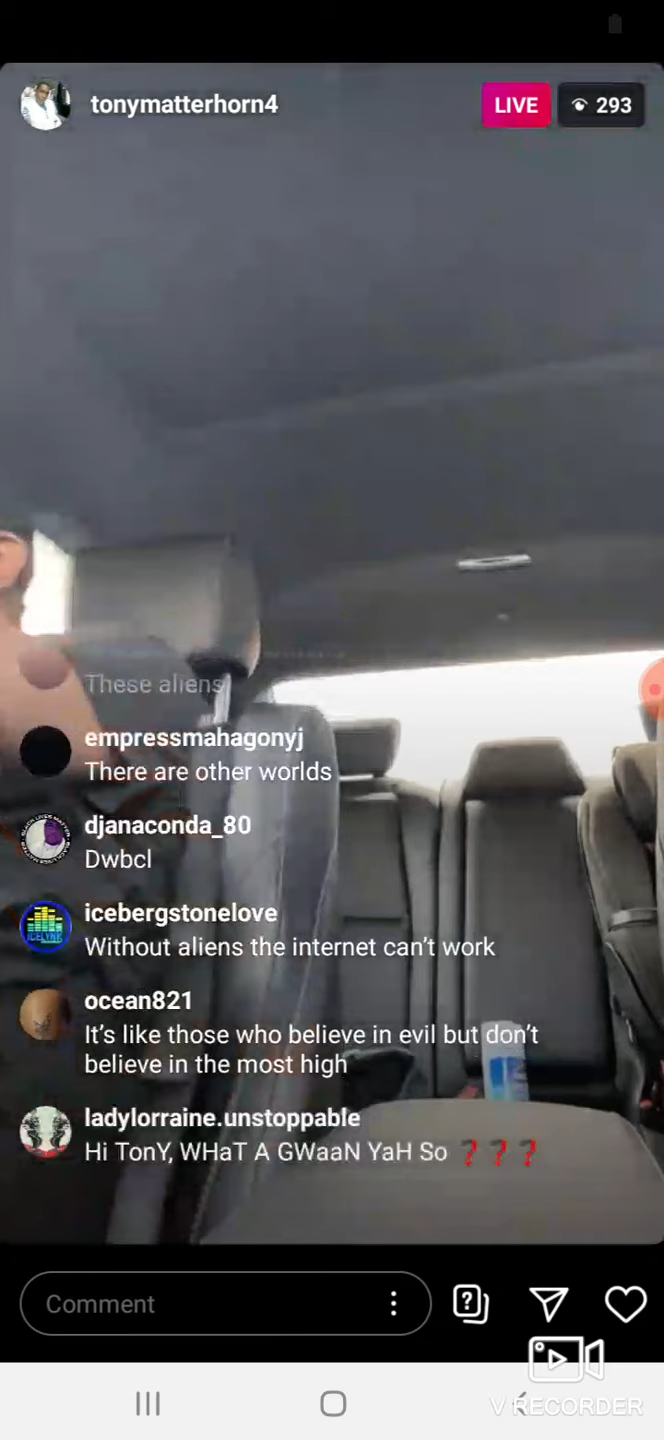 tonymatterhorn4
LIVE
293
These aliens
empressmahagonyj
There are other worlds
djanaconda_80
Dwbcl
icebergstonelove
Without aliens the internet can't work
ocean821
It's like those who believe in evil but don't
believe in the most high
ladylorraine.unstoppable
Hi TonY, WHaT A GWaaN YaH So ❓❓❓
Comment
V RECORDER